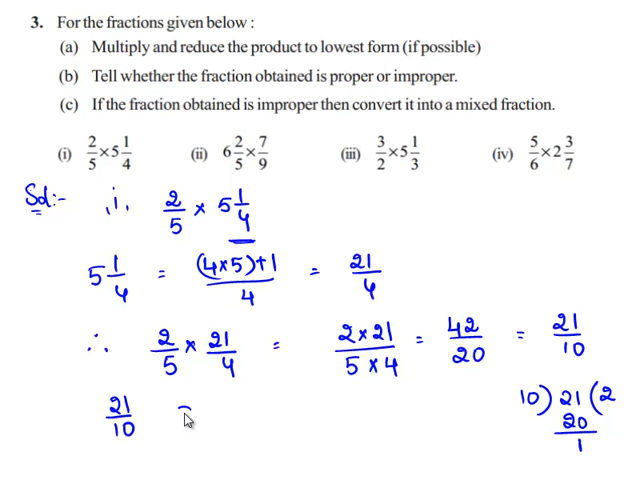 3. For the fractions given below :
(a) Multiply and reduce the product to lowest form (if possible)
(b) Tell whether the fraction obtained is proper or improper.
(c) If the fraction obtained is improper then convert it into a mixed fraction.
(i) 2/5 × 5 1/4 (ii) 6 2/5 × 7/9 (iii) 3/2 × 5 1/3 (iv) 5/6 × 2 3/7
Sol:- i, 2/5 × 5 1/4
5 1/4 = (4×5)+1/4 = 21/4
∴ 2/5 × 21/4 = 2×21/5×4 = 42/20 = 21/10
21/10 = 10)21(2
20
1